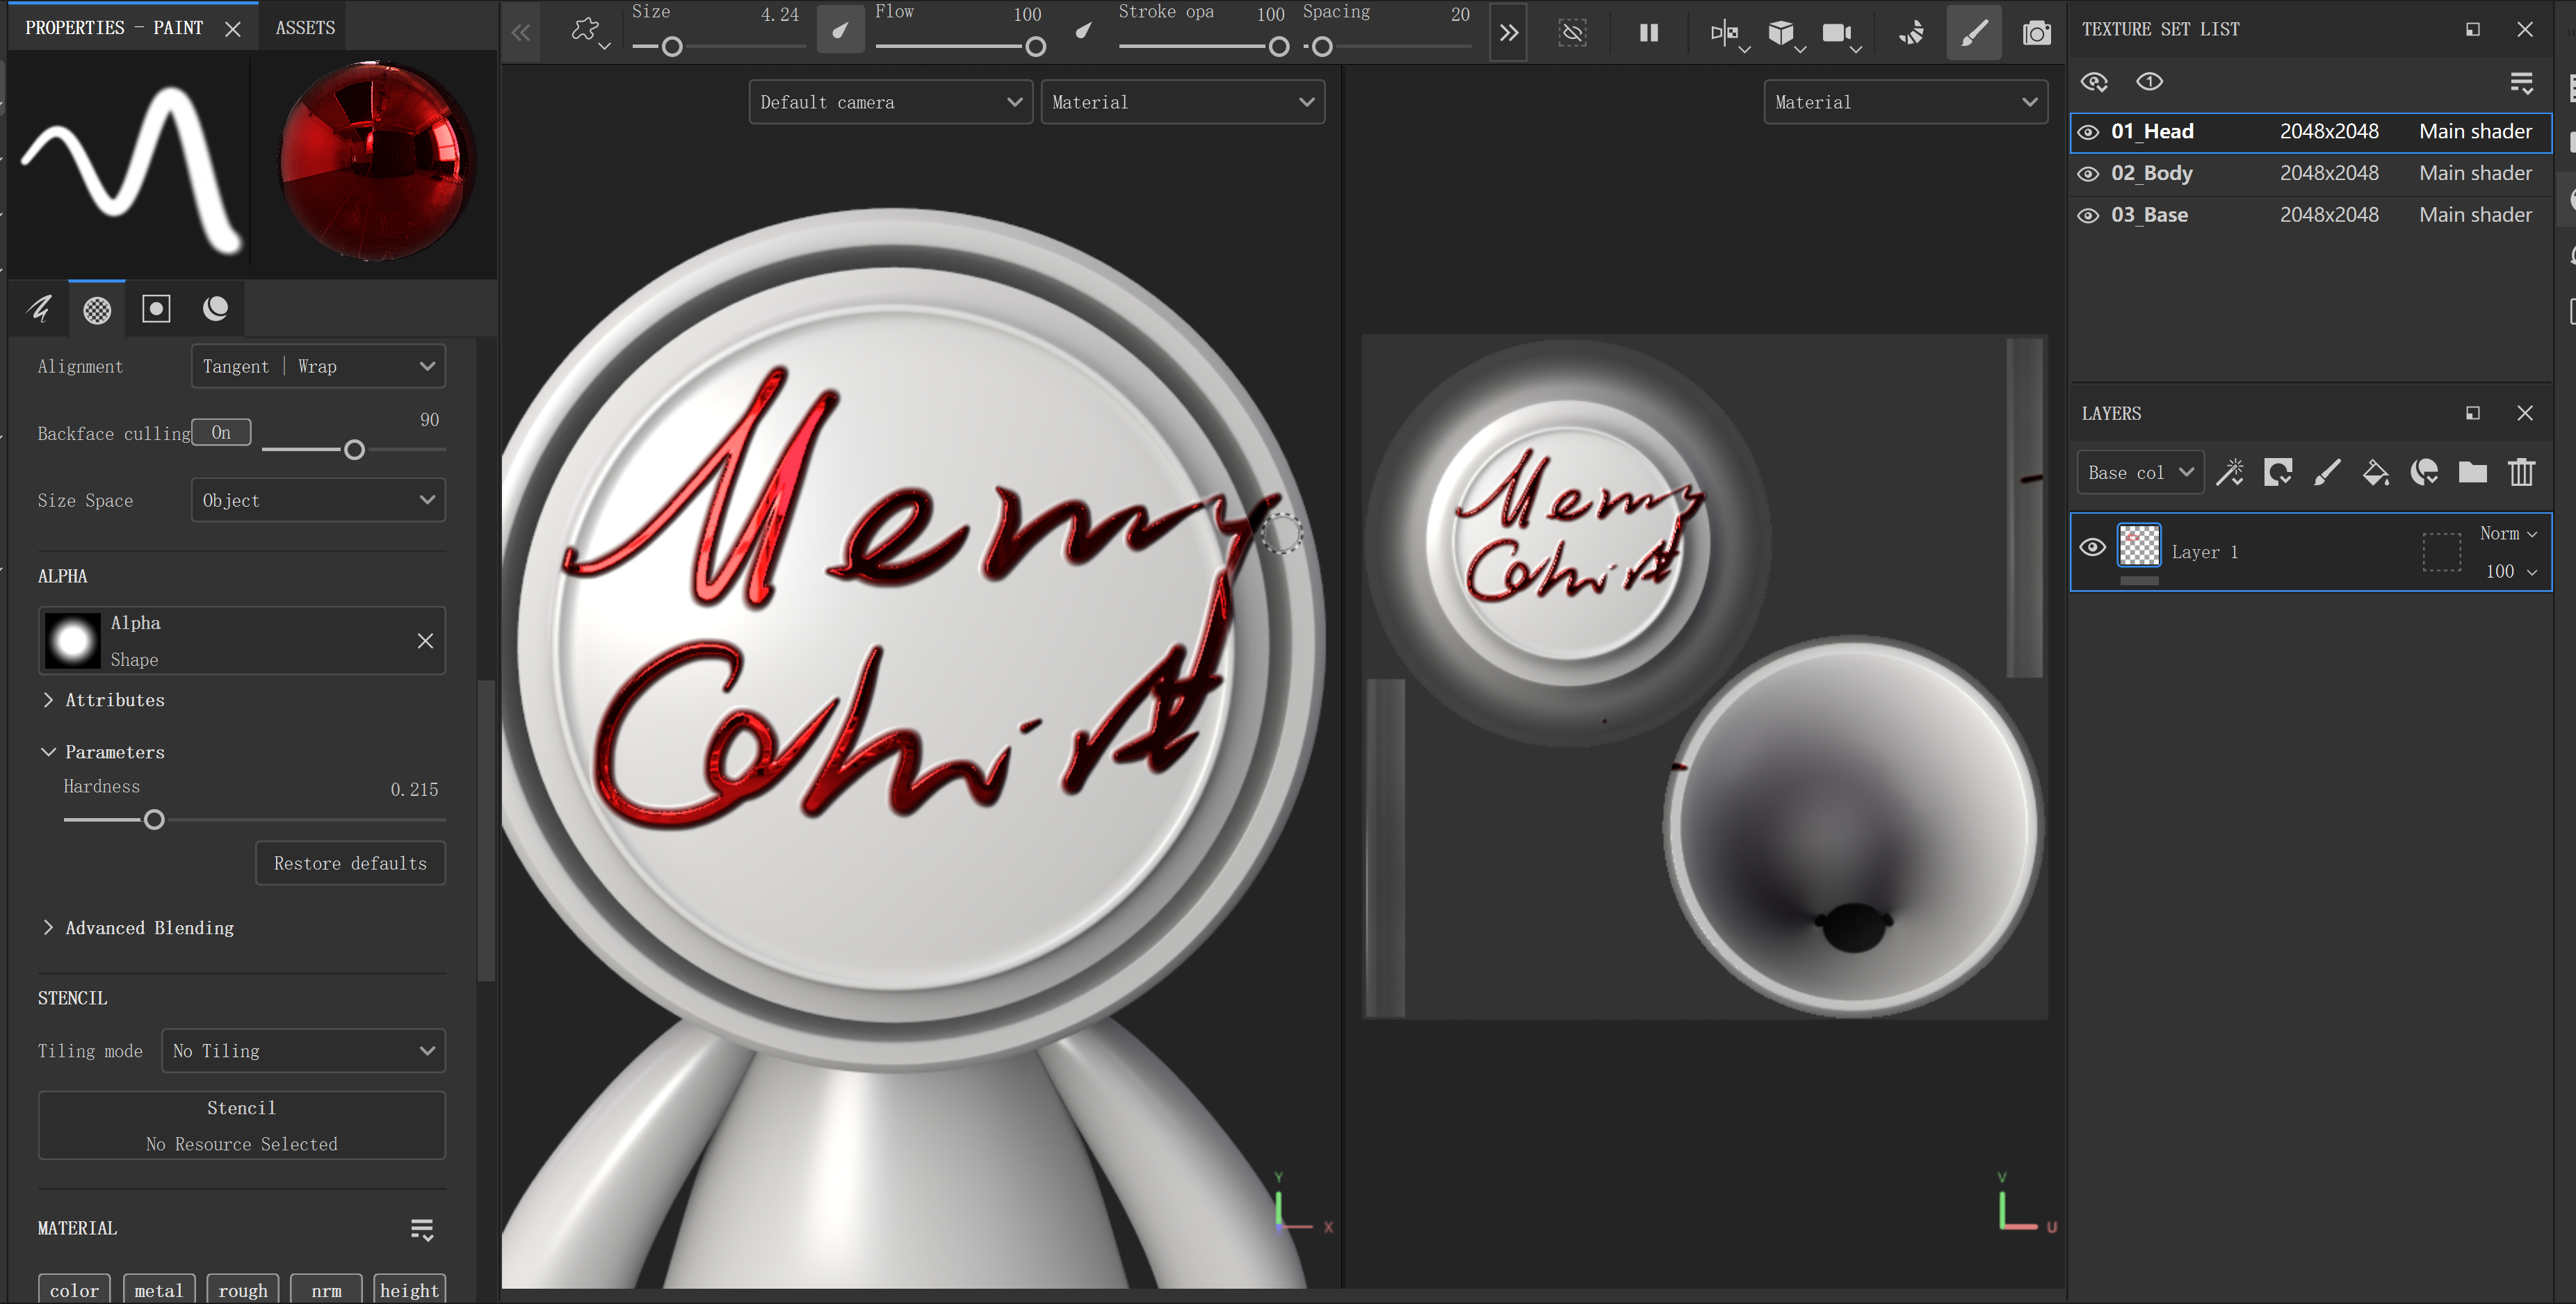 PROPERTIES - PAINT
ASSETS
Size 4.24
Flow 100
Stroke opa 100
Spacing 20
Default camera
Material
Material
Alignment
Tangent | Wrap
Backface culling
On
90
Size Space
Object
ALPHA
Alpha
Shape
Attributes
Parameters
Hardness
0.215
Restore defaults
Advanced Blending
STENCIL
Tiling mode
No Tiling
Stencil
No Resource Selected
MATERIAL
color metal rough nrm height
Merry
Y
X
Merry
V
U
TEXTURE SET LIST
1
01_Head 2048x2048 Main shader
02_Body 2048x2048 Main shader
03_Base 2048x2048 Main shader
LAYERS
Base col
Layer 1
Norm
100